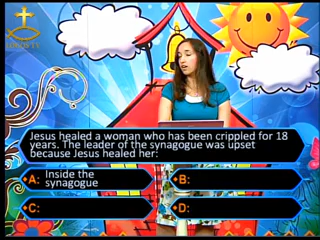 Jesus healed a woman who has been crippled for 18
years. The leader of the synagogue was upset
because Jesus healed her:
A: Inside the
synagogue
B:
C:
D: